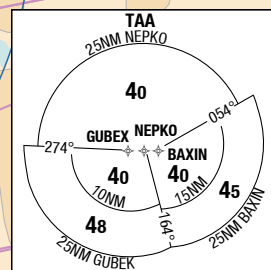 TAA
25NM NEPKO
40
054°
GUBEX NEPKO
274°
BAXIN
40
40
10NM
15NM
45
164°
48
25NM BAXIN
25NM GUBEK